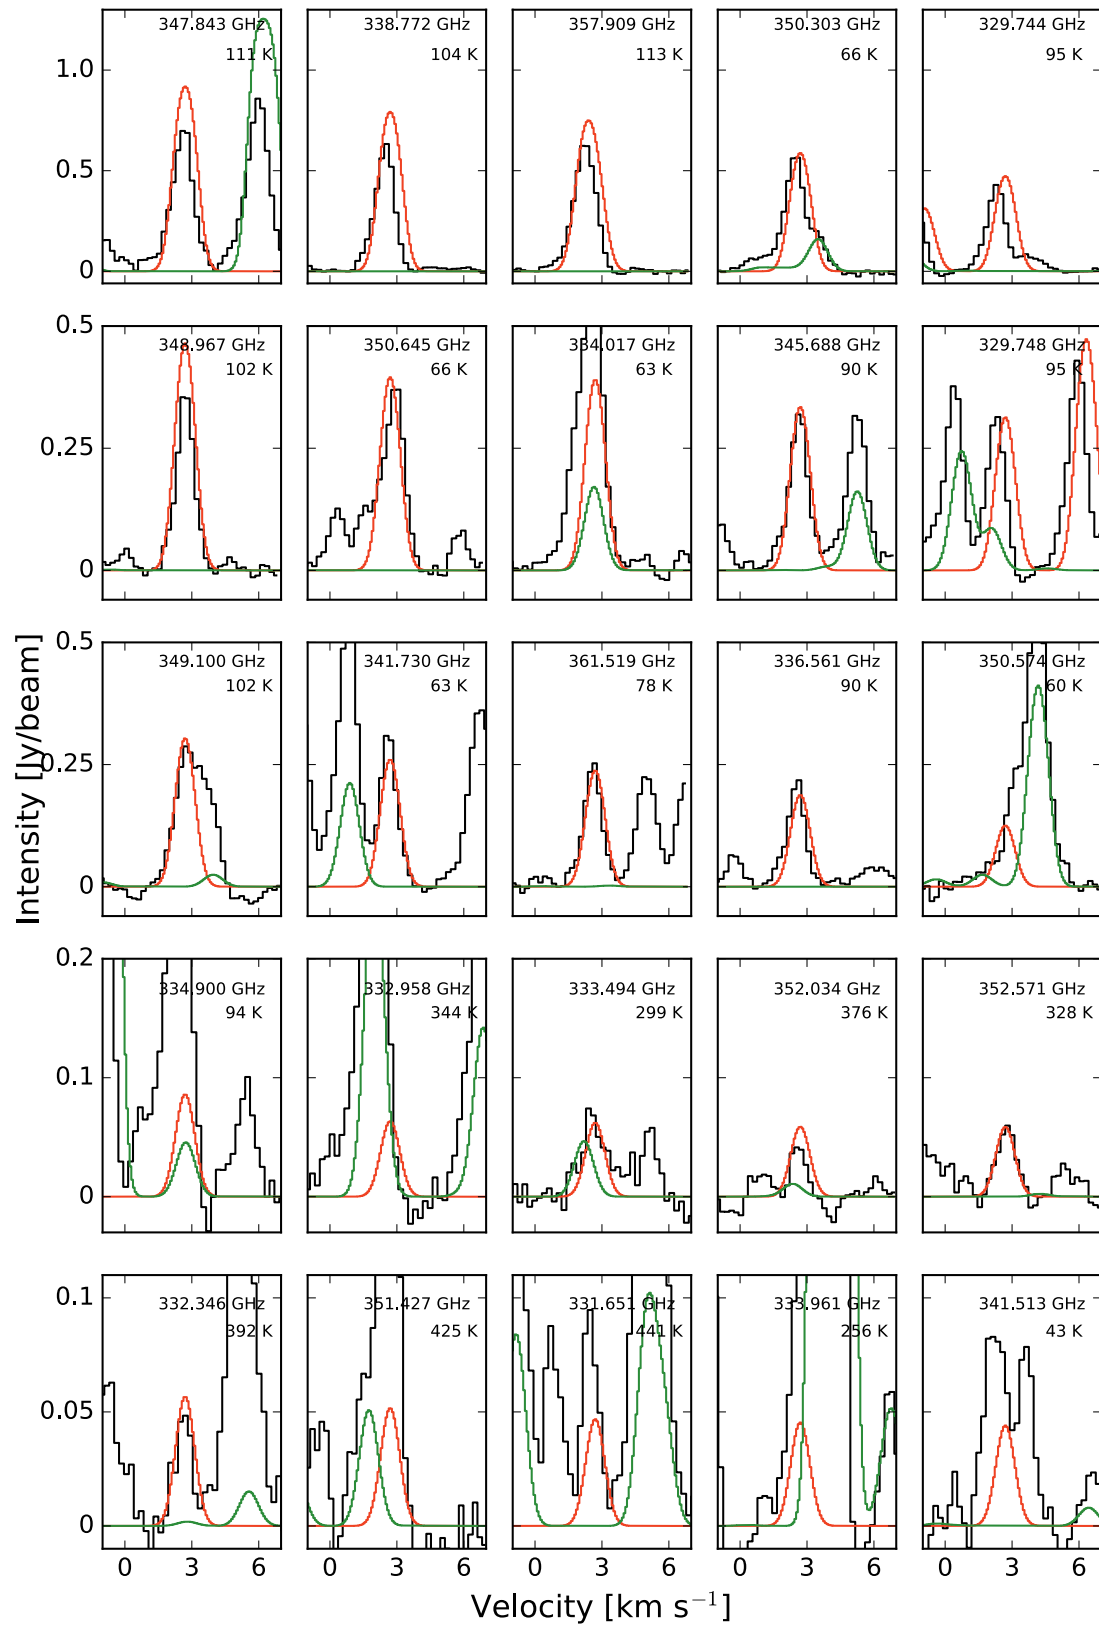 347.843 GHz 338.772 GHz 357.909 GHz 350.303 GHz 329.744 GHz
111 K 104 K 113 K 66 K 95 K
1.0
0.5
0
348.967 GHz 350.645 GHz 334.017 GHz 345.688 GHz 329.748 GHz
102 K 66 K 63 K 90 K 95 K
0.5
0.25
0
349.100 GHz 341.730 GHz 361.519 GHz 336.561 GHz 350.574 GHz
102 K 63 K 78 K 90 K 60 K
0.5
0.25
0
Intensity [Jy/beam]
334.900 GHz 332.958 GHz 333.494 GHz 352.034 GHz 352.571 GHz
94 K 344 K 299 K 376 K 328 K
0.2
0.1
0
332.346 GHz 351.427 GHz 331.651 GHz 333.961 GHz 341.513 GHz
392 K 425 K 441 K 256 K 43 K
0.1
0.05
0
0 3 6 0 3 6 0 3 6 0 3 6 0 3 6
Velocity [km s⁻¹]